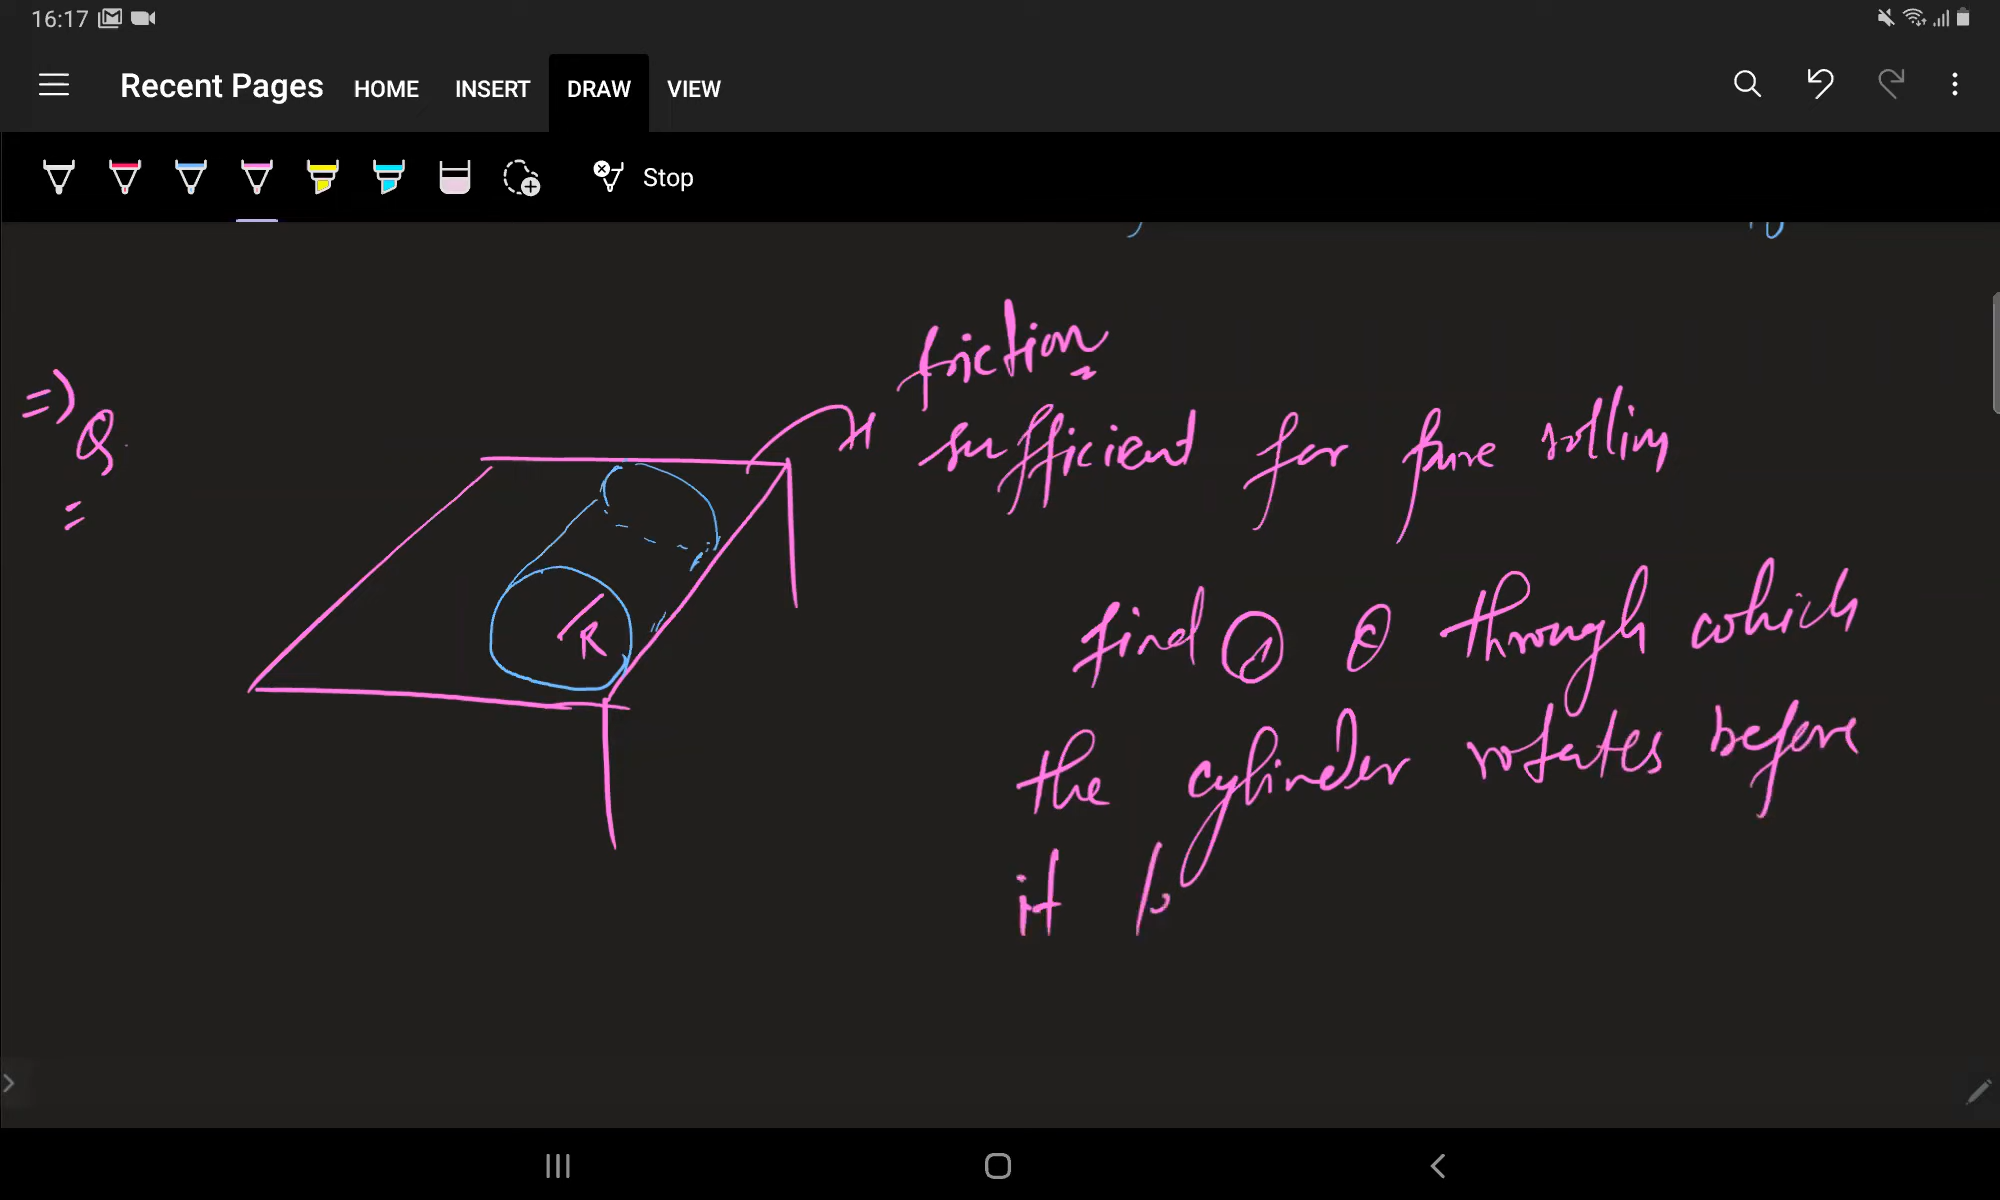 16:17
Recent Pages HOME INSERT DRAW VIEW
Stop
=> Q
friction
sufficient for pure rolling
R
find ① θ through which
the cylinder rotates before
it